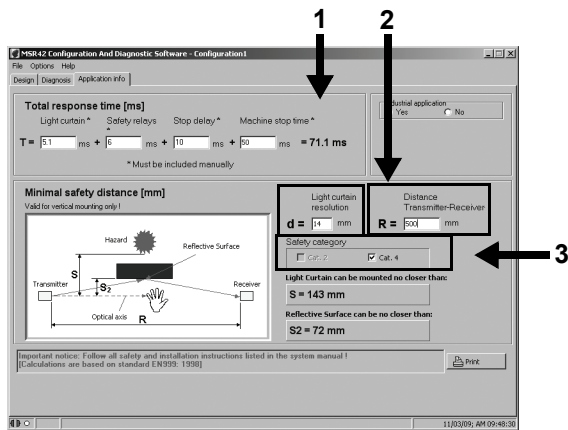 1 2
MSR42 Configuration And Diagnostic Software - Configuration1
File Options Help
Design Diagnosis Application info
Total response time [ms]
Light curtain * Safety relays * Stop delay * Machine stop time *
T = 5.1 ms + 6 ms + 10 ms + 50 ms = 71.1 ms
* Must be included manually
Industrial application
Yes No
Minimal safety distance [mm]
Valid for vertical mounting only !
Hazard
Reflective Surface
Transmitter
S
S2
Receiver
Optical axis
R
Light curtain resolution
d = 14 mm
Distance Transmitter-Receiver
R = 500 mm
Safety category
Cat. 2 Cat. 4
3
Light Curtain can be mounted no closer than:
S = 143 mm
Reflective Surface can be no closer than:
S2 = 72 mm
Important notice: Follow all safety and installation instructions listed in the system manual !
[Calculations are based on standard EN999: 1998]
Print
11/03/09; AM 09:48:30